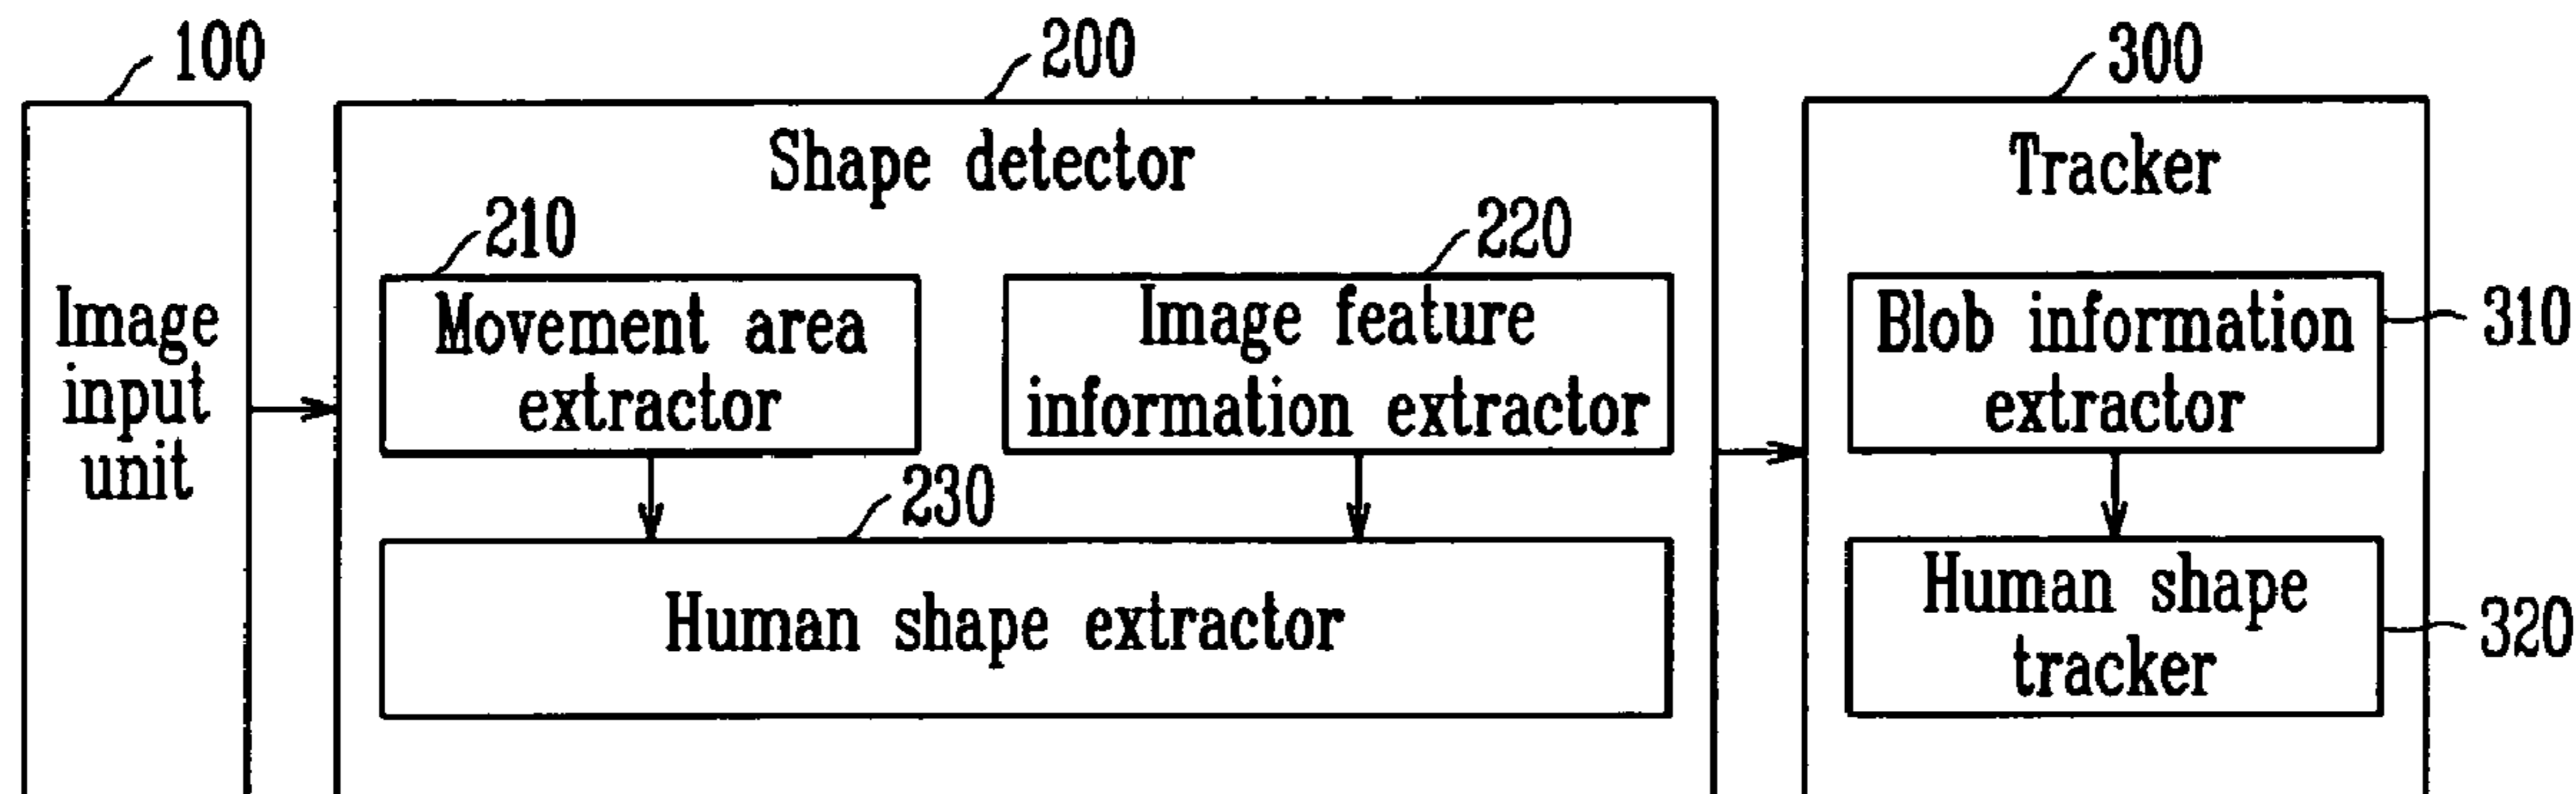 100
200
300
Image
input
unit
Shape detector
210
Movement area
extractor
220
Image feature
information extractor
230
Human shape extractor
Tracker
Blob information
extractor
310
Human shape
tracker
320